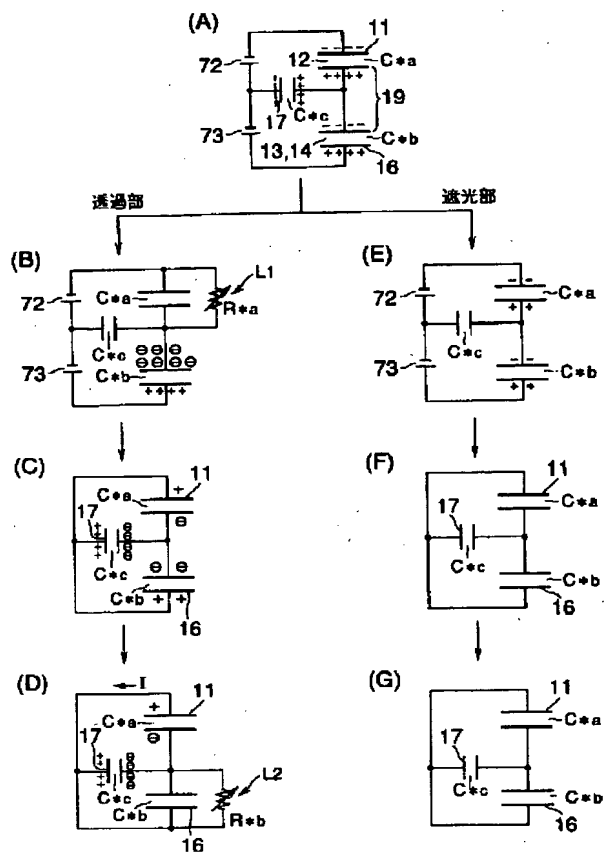 (A)
11
72
12
C*a
19
17
C*c
73
13,14
C*b
16
透過部
遮光部
(B)
72
C*a
L1
R*a
C*c
C*b
73
(E)
72
C*a
C*c
73
C*b
(C)
11
C*a
17
C*c
C*b
16
(F)
11
C*a
17
C*c
C*b
16
(D)
I
11
C*a
17
L2
C*c
C*b
R*b
16
(G)
11
C*a
17
C*c
C*b
16